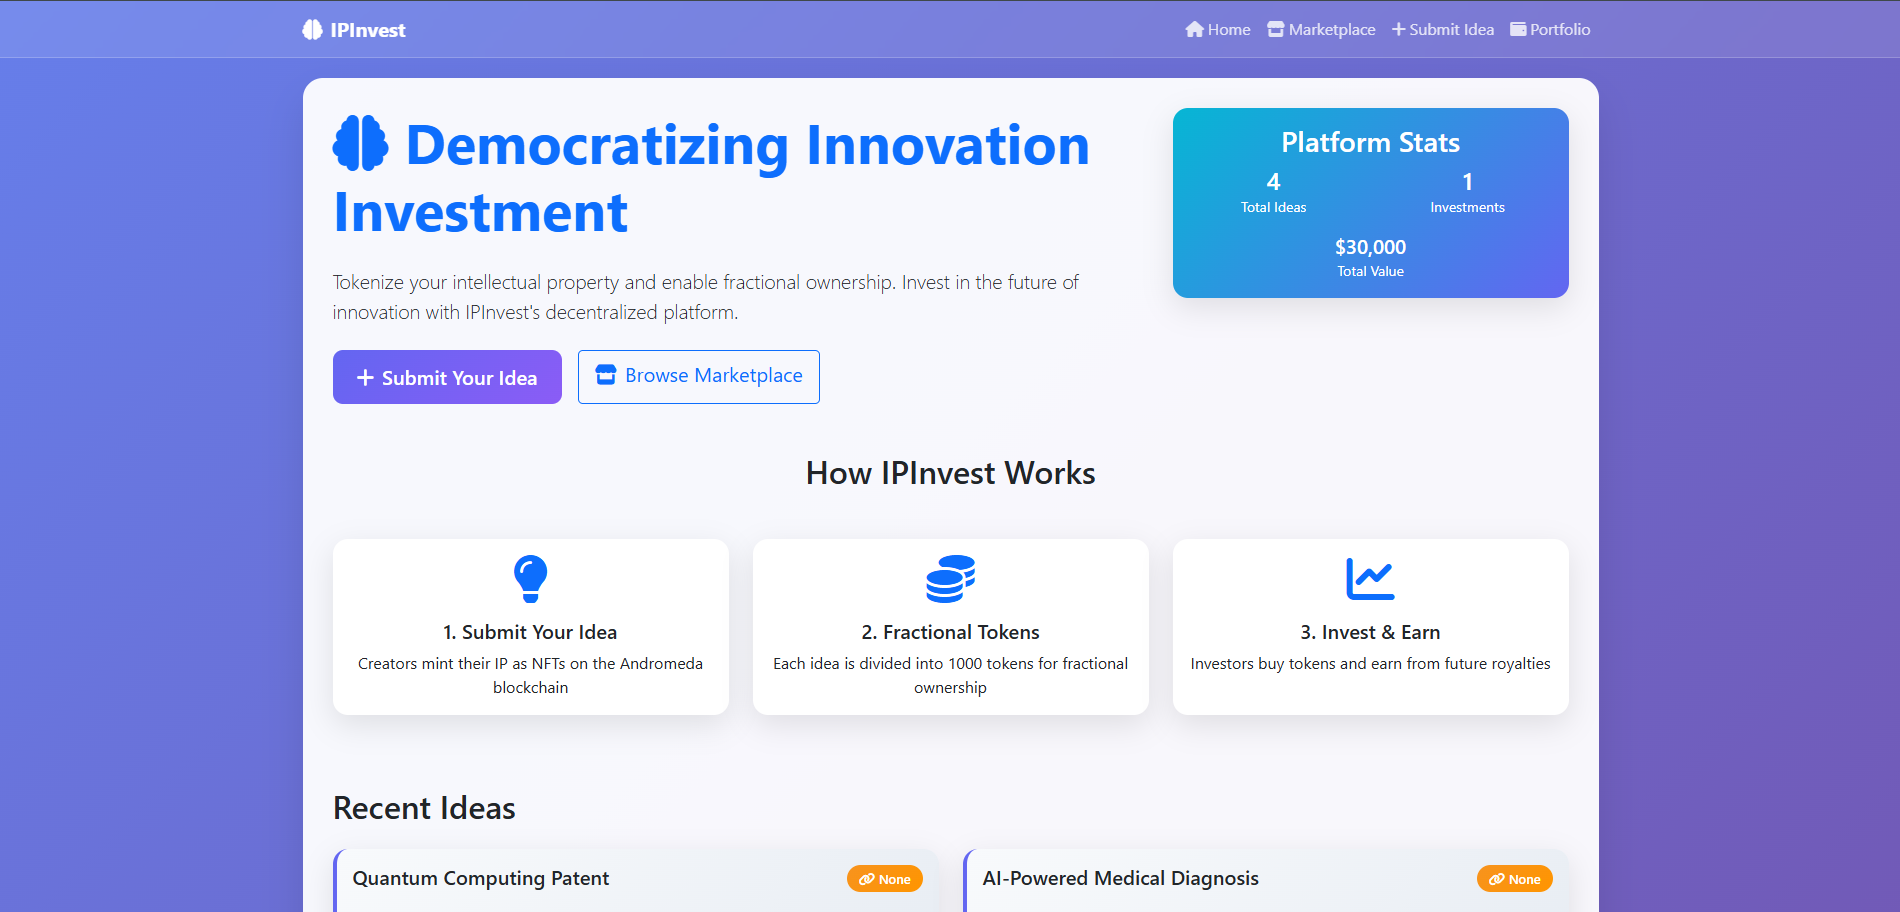 IPInvest
Home Marketplace Submit Idea Portfolio
Democratizing Innovation
Investment
Tokenize your intellectual property and enable fractional ownership. Invest in the future of
innovation with IPInvest's decentralized platform.
Submit Your Idea
Browse Marketplace
Platform Stats
4
Total Ideas
1
Investments
$30,000
Total Value
How IPInvest Works
1. Submit Your Idea
Creators mint their IP as NFTs on the Andromeda
blockchain
2. Fractional Tokens
Each idea is divided into 1000 tokens for fractional
ownership
3. Invest & Earn
Investors buy tokens and earn from future royalties
Recent Ideas
Quantum Computing Patent
None
AI-Powered Medical Diagnosis
None